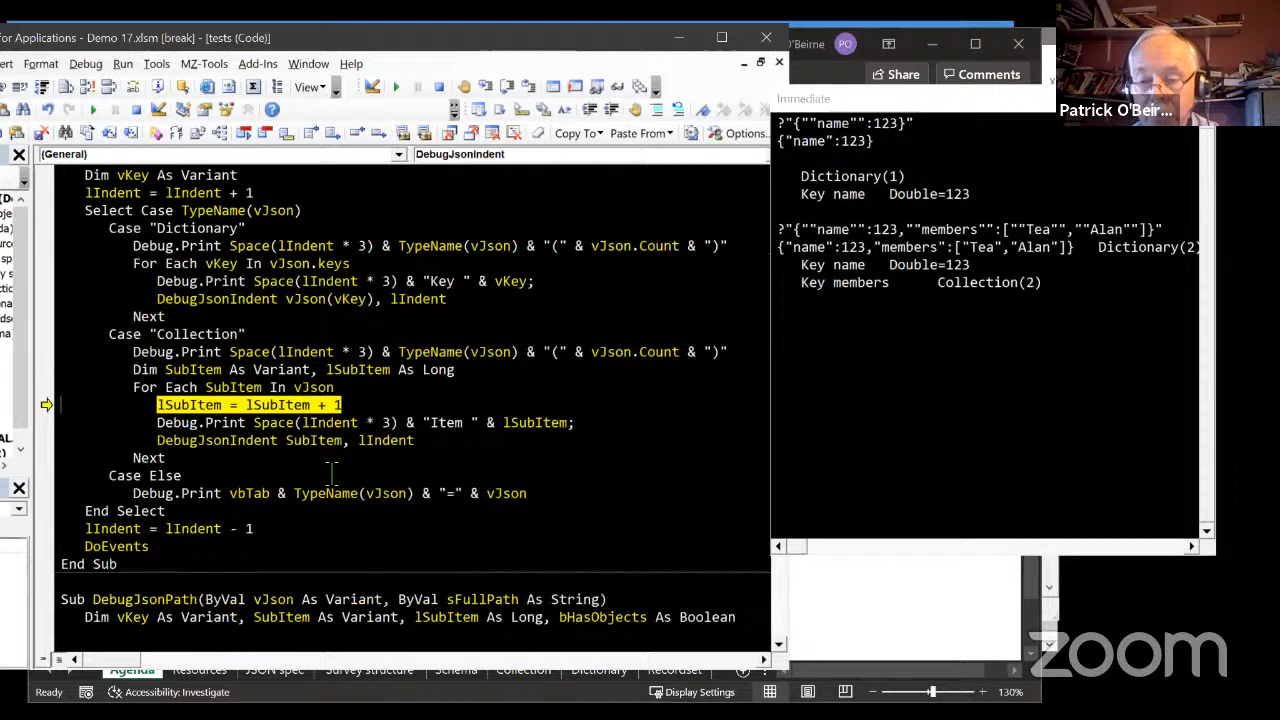 for Applications - Demo 17.xlsm [break] - [tests (Code)]
Format Debug Run Tools MZ-Tools Add-Ins Window Help
View
Copy To Paste From Options.
(General) DebugJsonIndent
Dim vKey As Variant
lIndent = lIndent + 1
Select Case TypeName(vJson)
Case "Dictionary"
Debug.Print Space(lIndent * 3) & TypeName(vJson) & "(" & vJson.Count & ")"
For Each vKey In vJson.keys
Debug.Print Space(lIndent * 3) & "Key " & vKey;
DebugJsonIndent vJson(vKey), lIndent
Next
Case "Collection"
Debug.Print Space(lIndent * 3) & TypeName(vJson) & "(" & vJson.Count & ")"
Dim SubItem As Variant, lSubItem As Long
For Each SubItem In vJson
lSubItem = lSubItem + 1
Debug.Print Space(lIndent * 3) & "Item " & lSubItem;
DebugJsonIndent SubItem, lIndent
Next
Case Else
Debug.Print vbTab & TypeName(vJson) & "=" & vJson
End Select
lIndent = lIndent - 1
DoEvents
End Sub
Sub DebugJsonPath(ByVal vJson As Variant, ByVal sFullPath As String)
Dim vKey As Variant, SubItem As Variant, lSubItem As Long, bHasObjects As Boolean
O'Beirne PO
Share Comments
Immediate
?"{""name"":123}"
{"name":123}
Dictionary(1)
Key name Double=123
?"{""name"":123,""members"":[""Tea"",""Alan""]}"
{"name":123,"members":["Tea","Alan"]} Dictionary(2)
Key name Double=123
Key members Collection(2)
Patrick O'Beir...
Agenda Resources JSON spec Survey structure Schema Collection Dictionary Recordset
Ready Accessibility: Investigate Display Settings 130%
zoom